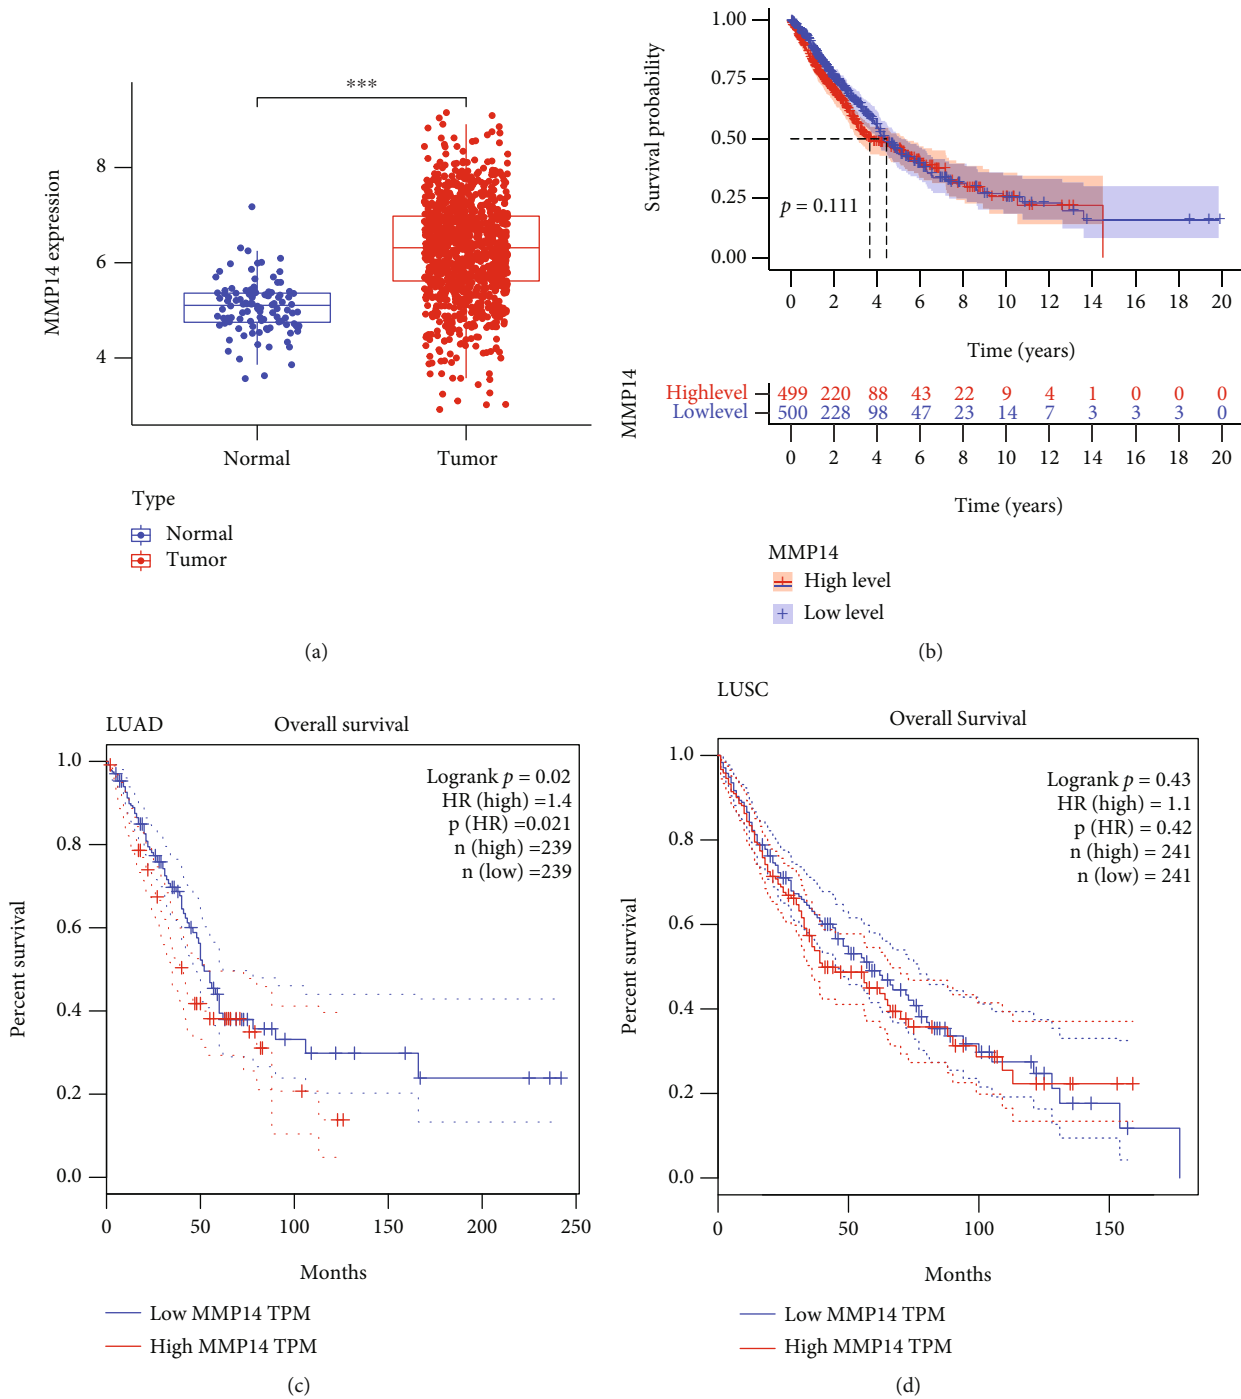 ***
8
6
4
MMP14 expression
Normal Tumor
Type
Normal
Tumor
(a)
1.00
0.75
0.50
0.25
0.00
Survival probability
p = 0.111
0 2 4 6 8 10 12 14 16 18 20
Time (years)
MMP14
Highlevel 499 220 88 43 22 9 4 1 0 0 0
Lowlevel 500 228 98 47 23 14 7 3 3 3 0
0 2 4 6 8 10 12 14 16 18 20
Time (years)
MMP14
High level
Low level
(b)
LUAD Overall survival
1.0
0.8
0.6
0.4
0.2
0.0
Percent survival
Logrank p = 0.02
HR (high) =1.4
p (HR) =0.021
n (high) =239
n (low) =239
0 50 100 150 200 250
Months
Low MMP14 TPM
High MMP14 TPM
(c)
LUSC
Overall Survival
1.0
0.8
0.6
0.4
0.2
0.0
Percent survival
Logrank p = 0.43
HR (high) = 1.1
p (HR) = 0.42
n (high) = 241
n (low) = 241
0 50 100 150
Months
Low MMP14 TPM
High MMP14 TPM
(d)